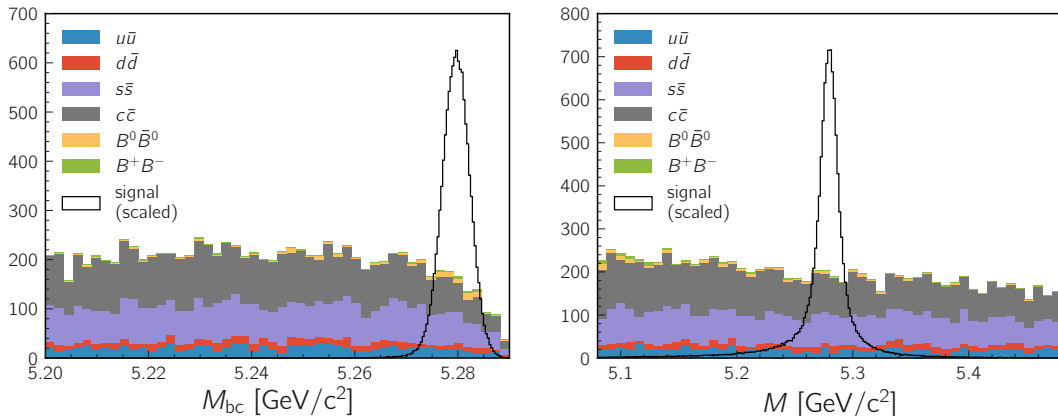 700
600
500
400
300
200
100
0
uū
dd̄
ss̄
cc̄
B⁰B̄⁰
B⁺B⁻
signal
(scaled)
5.20 5.22 5.24 5.26 5.28
M_bc [GeV/c²]
800
700
600
500
400
300
200
100
0
uū
dd̄
ss̄
cc̄
B⁰B̄⁰
B⁺B⁻
signal
(scaled)
5.1 5.2 5.3 5.4
M [GeV/c²]